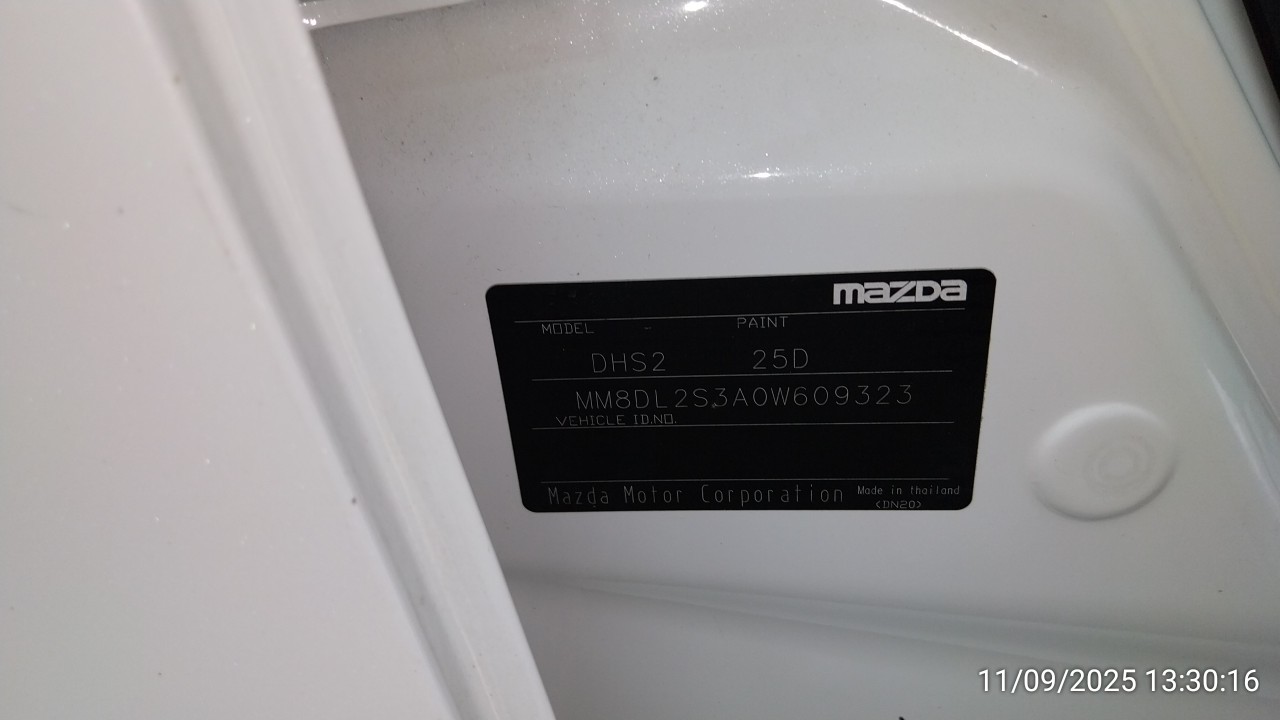 mazda
MODEL PAINT
DHS2 25D
MM8DL2S3A0W609323
VEHICLE ID.NO.
Mazda Motor Corporation Made in thailand
<DN20>
11/09/2025 13:30:16